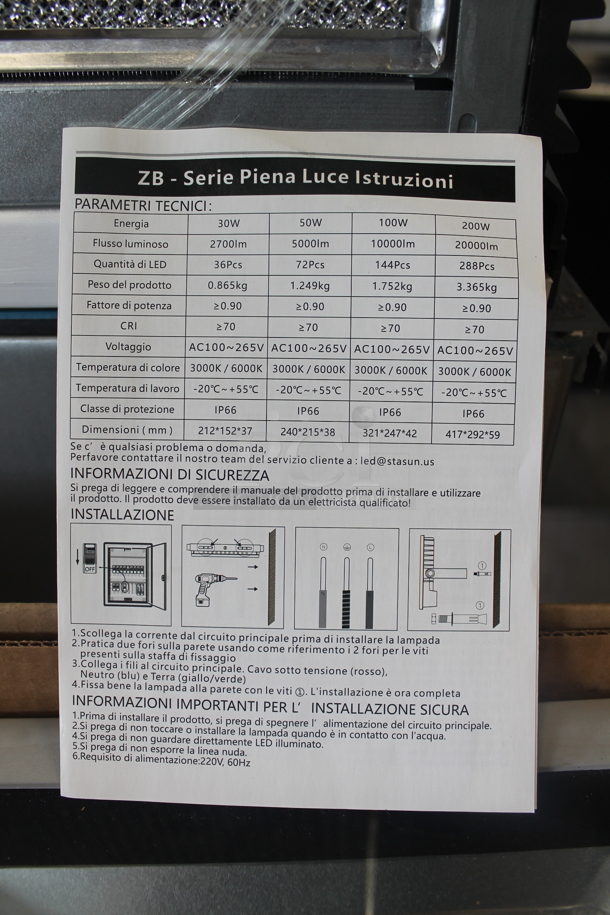 ZB - Serie Piena Luce Istruzioni
PARAMETRI TECNICI:
Energia 30W 50W 100W 200W
Flusso luminoso 2700lm 5000lm 10000lm 20000lm
Quantità di LED 36Pcs 72Pcs 144Pcs 288Pcs
Peso del prodotto 0.865kg 1.249kg 1.752kg 3.365kg
Fattore di potenza ≥0.90 ≥0.90 ≥0.90 ≥0.90
CRI ≥70 ≥70 ≥70 ≥70
Voltaggio AC100~265V AC100~265V AC100~265V AC100~265V
Temperatura di colore 3000K / 6000K 3000K / 6000K 3000K / 6000K 3000K / 6000K
Temperatura di lavoro -20℃~+55℃ -20℃~+55℃ -20℃~+55℃ -20℃~+55℃
Classe di protezione IP66 IP66 IP66 IP66
Dimensioni ( mm ) 212*152*37 240*215*38 321*247*42 417*292*59
Se c' è qualsiasi problema o domanda,
Perfavore contattare il nostro team del servizio cliente a : led@stasun.us
INFORMAZIONI DI SICUREZZA
Si prega di leggere e comprendere il manuale del prodotto prima di installare e utilizzare
il prodotto. Il prodotto deve essere installato da un elettricista qualificato!
INSTALLAZIONE
OFF
N L
①
①
1.Scollega la corrente dal circuito principale prima di installare la lampada
2.Pratica due fori sulla parete usando come riferimento i 2 fori per le viti
presenti sulla staffa di fissaggio
3.Collega i fili al circuito principale. Cavo sotto tensione (rosso),
Neutro (blu) e Terra (giallo/verde)
4.Fissa bene la lampada alla parete con le viti ①. L'installazione è ora completa
INFORMAZIONI IMPORTANTI PER L' INSTALLAZIONE SICURA
1.Prima di installare il prodotto, si prega di spegnere l' alimentazione del circuito principale.
2.Si prega di non toccare o installare la lampada quando è in contatto con l'acqua.
4.Si prega di non guardare direttamente LED illuminato.
5.Si prega di non esporre la linea nuda.
6.Requisito di alimentazione:220V, 60Hz